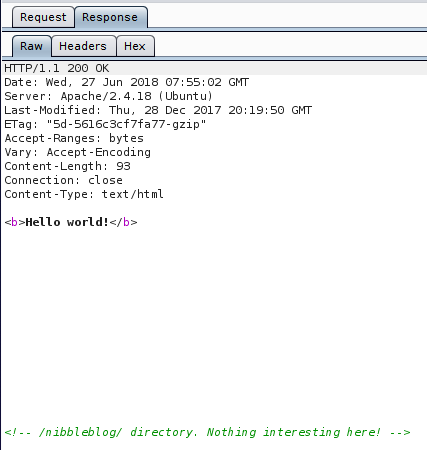 Request Response
Raw Headers Hex
HTTP/1.1 200 OK
Date: Wed, 27 Jun 2018 07:55:02 GMT
Server: Apache/2.4.18 (Ubuntu)
Last-Modified: Thu, 28 Dec 2017 20:19:50 GMT
ETag: "5d-5616c3cf7fa77-gzip"
Accept-Ranges: bytes
Vary: Accept-Encoding
Content-Length: 93
Connection: close
Content-Type: text/html
<b>Hello world!</b>
<!-- /nibbleblog/ directory. Nothing interesting here! -->